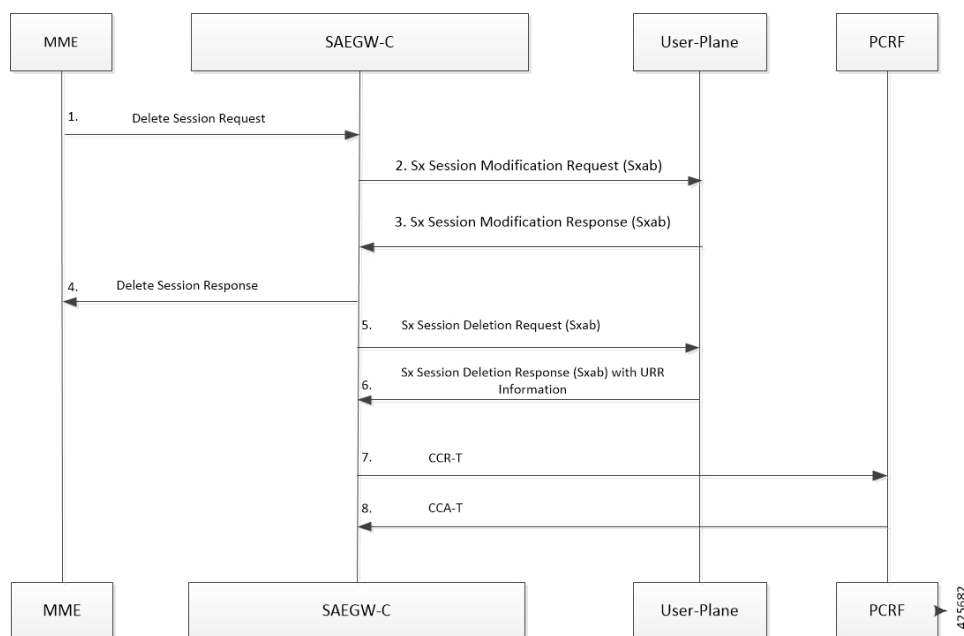 MME
SAEGW-C
User-Plane
PCRF
1.
Delete Session Request
2. Sx Session Modification Request (Sxab)
3. Sx Session Modification Response (Sxab)
4.
Delete Session Response
5.
Sx Session Deletion Request (Sxab)
6.
Sx Session Deletion Response (Sxab) with URR
Information
7.
CCR-T
8.
CCA-T
MME
SAEGW-C
User-Plane
PCRF
425682